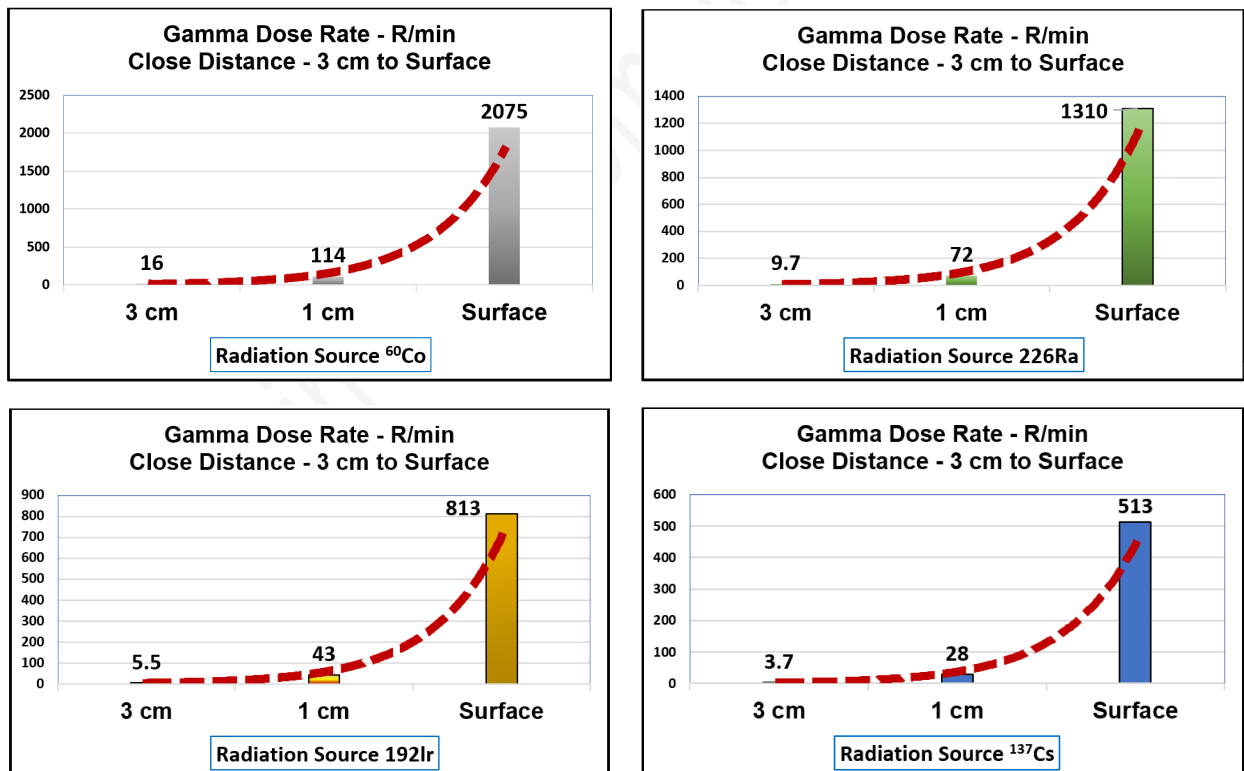 Gamma Dose Rate - R/min
Close Distance - 3 cm to Surface
2500
2000
1500
1000
500
0
16
114
2075
3 cm 1 cm Surface
Radiation Source ⁶⁰Co
Gamma Dose Rate - R/min
Close Distance - 3 cm to Surface
1400
1200
1000
800
600
400
200
0
9.7
72
1310
3 cm 1 cm Surface
Radiation Source 226Ra
Gamma Dose Rate - R/min
Close Distance - 3 cm to Surface
900
800
700
600
500
400
300
200
100
0
5.5
43
813
3 cm 1 cm Surface
Radiation Source 192Ir
Gamma Dose Rate - R/min
Close Distance - 3 cm to Surface
600
500
400
300
200
100
0
3.7
28
513
3 cm 1 cm Surface
Radiation Source ¹³⁷Cs